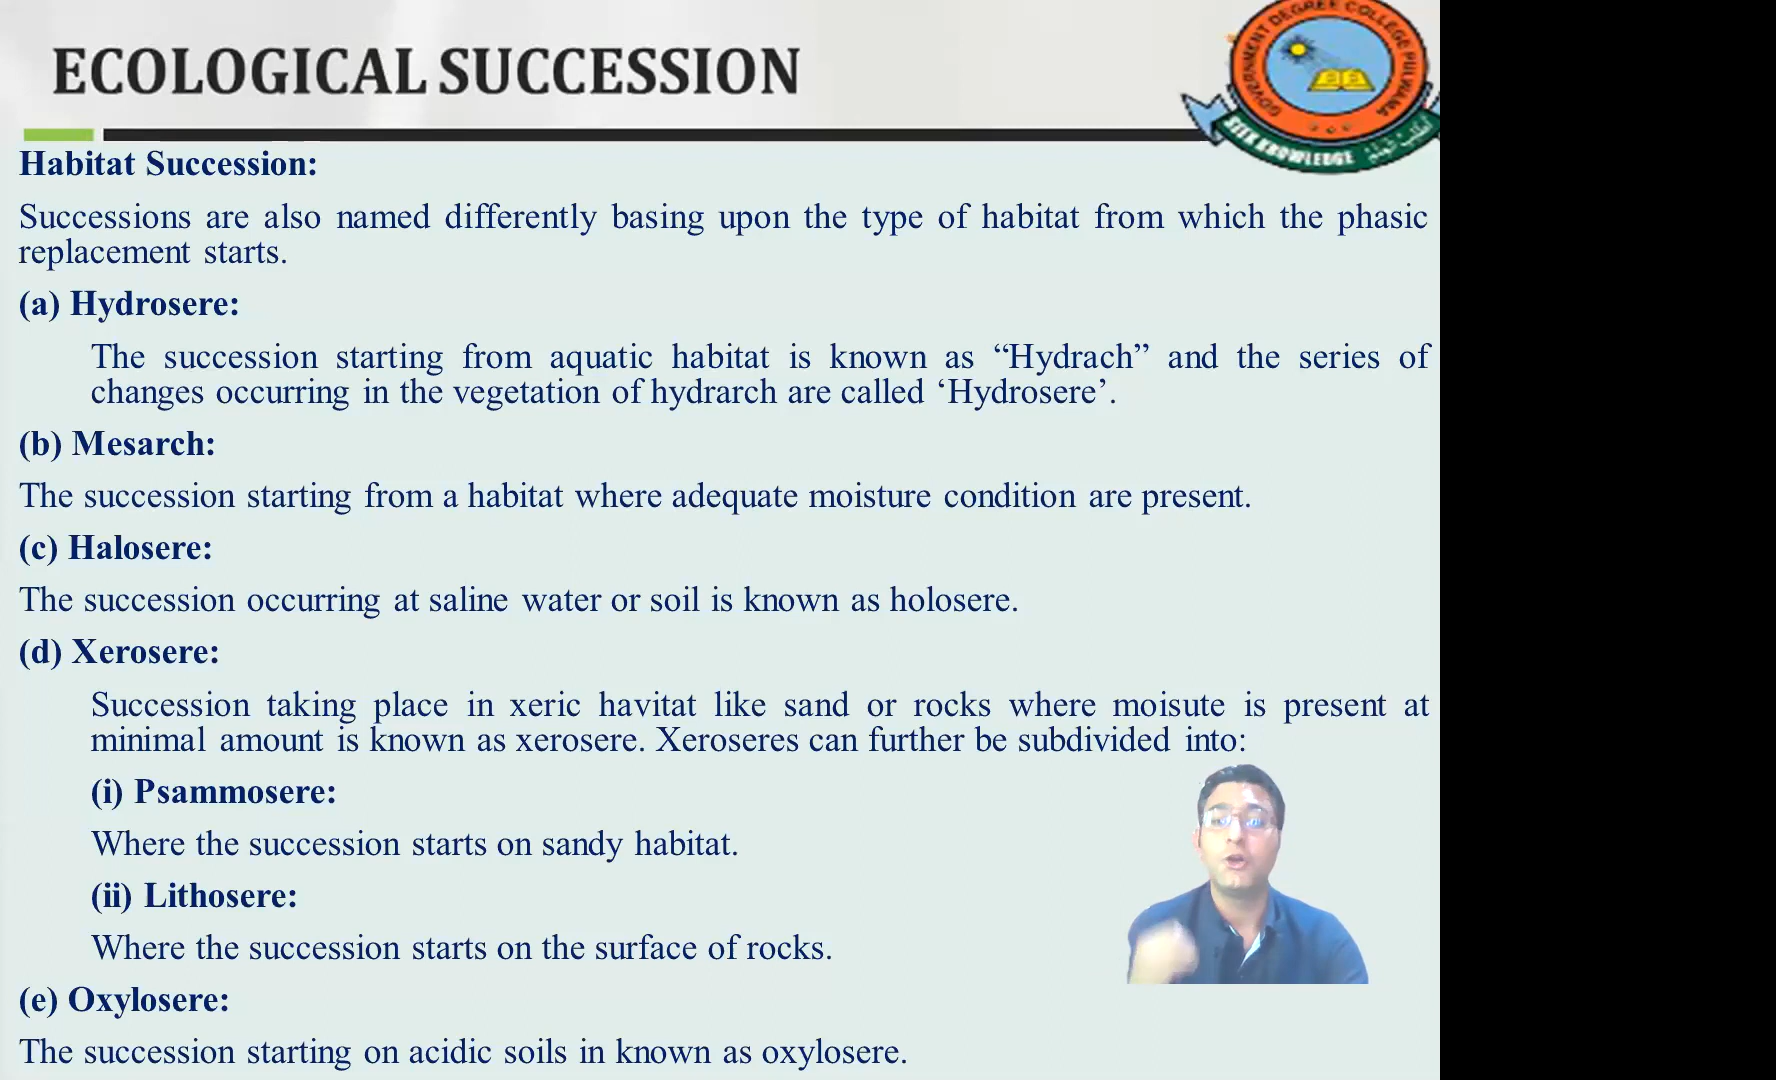 ECOLOGICAL SUCCESSION
GOVERNMENT DEGREE COLLEGE PULWAMA
SEEK KNOWLEDGE
Habitat Succession:
Successions are also named differently basing upon the type of habitat from which the phasic
replacement starts.
(a) Hydrosere:
The succession starting from aquatic habitat is known as “Hydrach” and the series of
changes occurring in the vegetation of hydrarch are called ‘Hydrosere’.
(b) Mesarch:
The succession starting from a habitat where adequate moisture condition are present.
(c) Halosere:
The succession occurring at saline water or soil is known as holosere.
(d) Xerosere:
Succession taking place in xeric havitat like sand or rocks where moisute is present at
minimal amount is known as xerosere. Xeroseres can further be subdivided into:
(i) Psammosere:
Where the succession starts on sandy habitat.
(ii) Lithosere:
Where the succession starts on the surface of rocks.
(e) Oxylosere:
The succession starting on acidic soils in known as oxylosere.